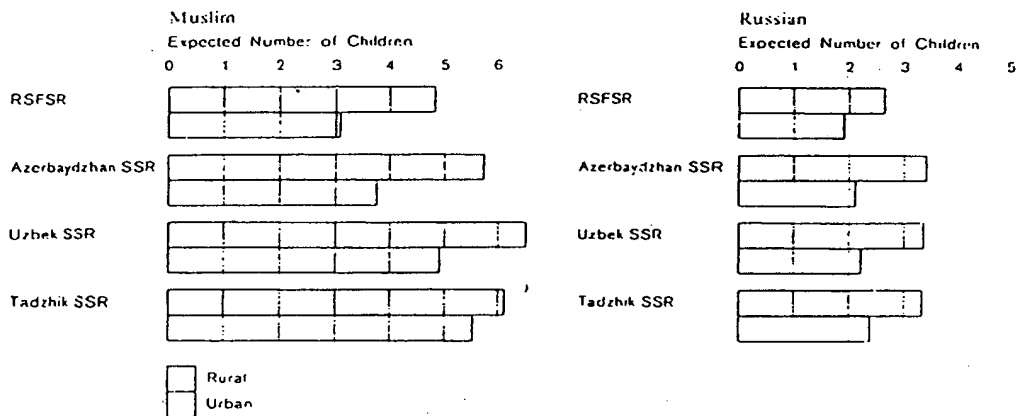 Muslim
Expected Number of Children
0 1 2 3 4 5 6
RSFSR
Azerbaydzhan SSR
Uzbek SSR
Tadzhik SSR
Rural
Urban
Russian
Expected Number of Children
0 1 2 3 4 5
RSFSR
Azerbaydzhan SSR
Uzbek SSR
Tadzhik SSR